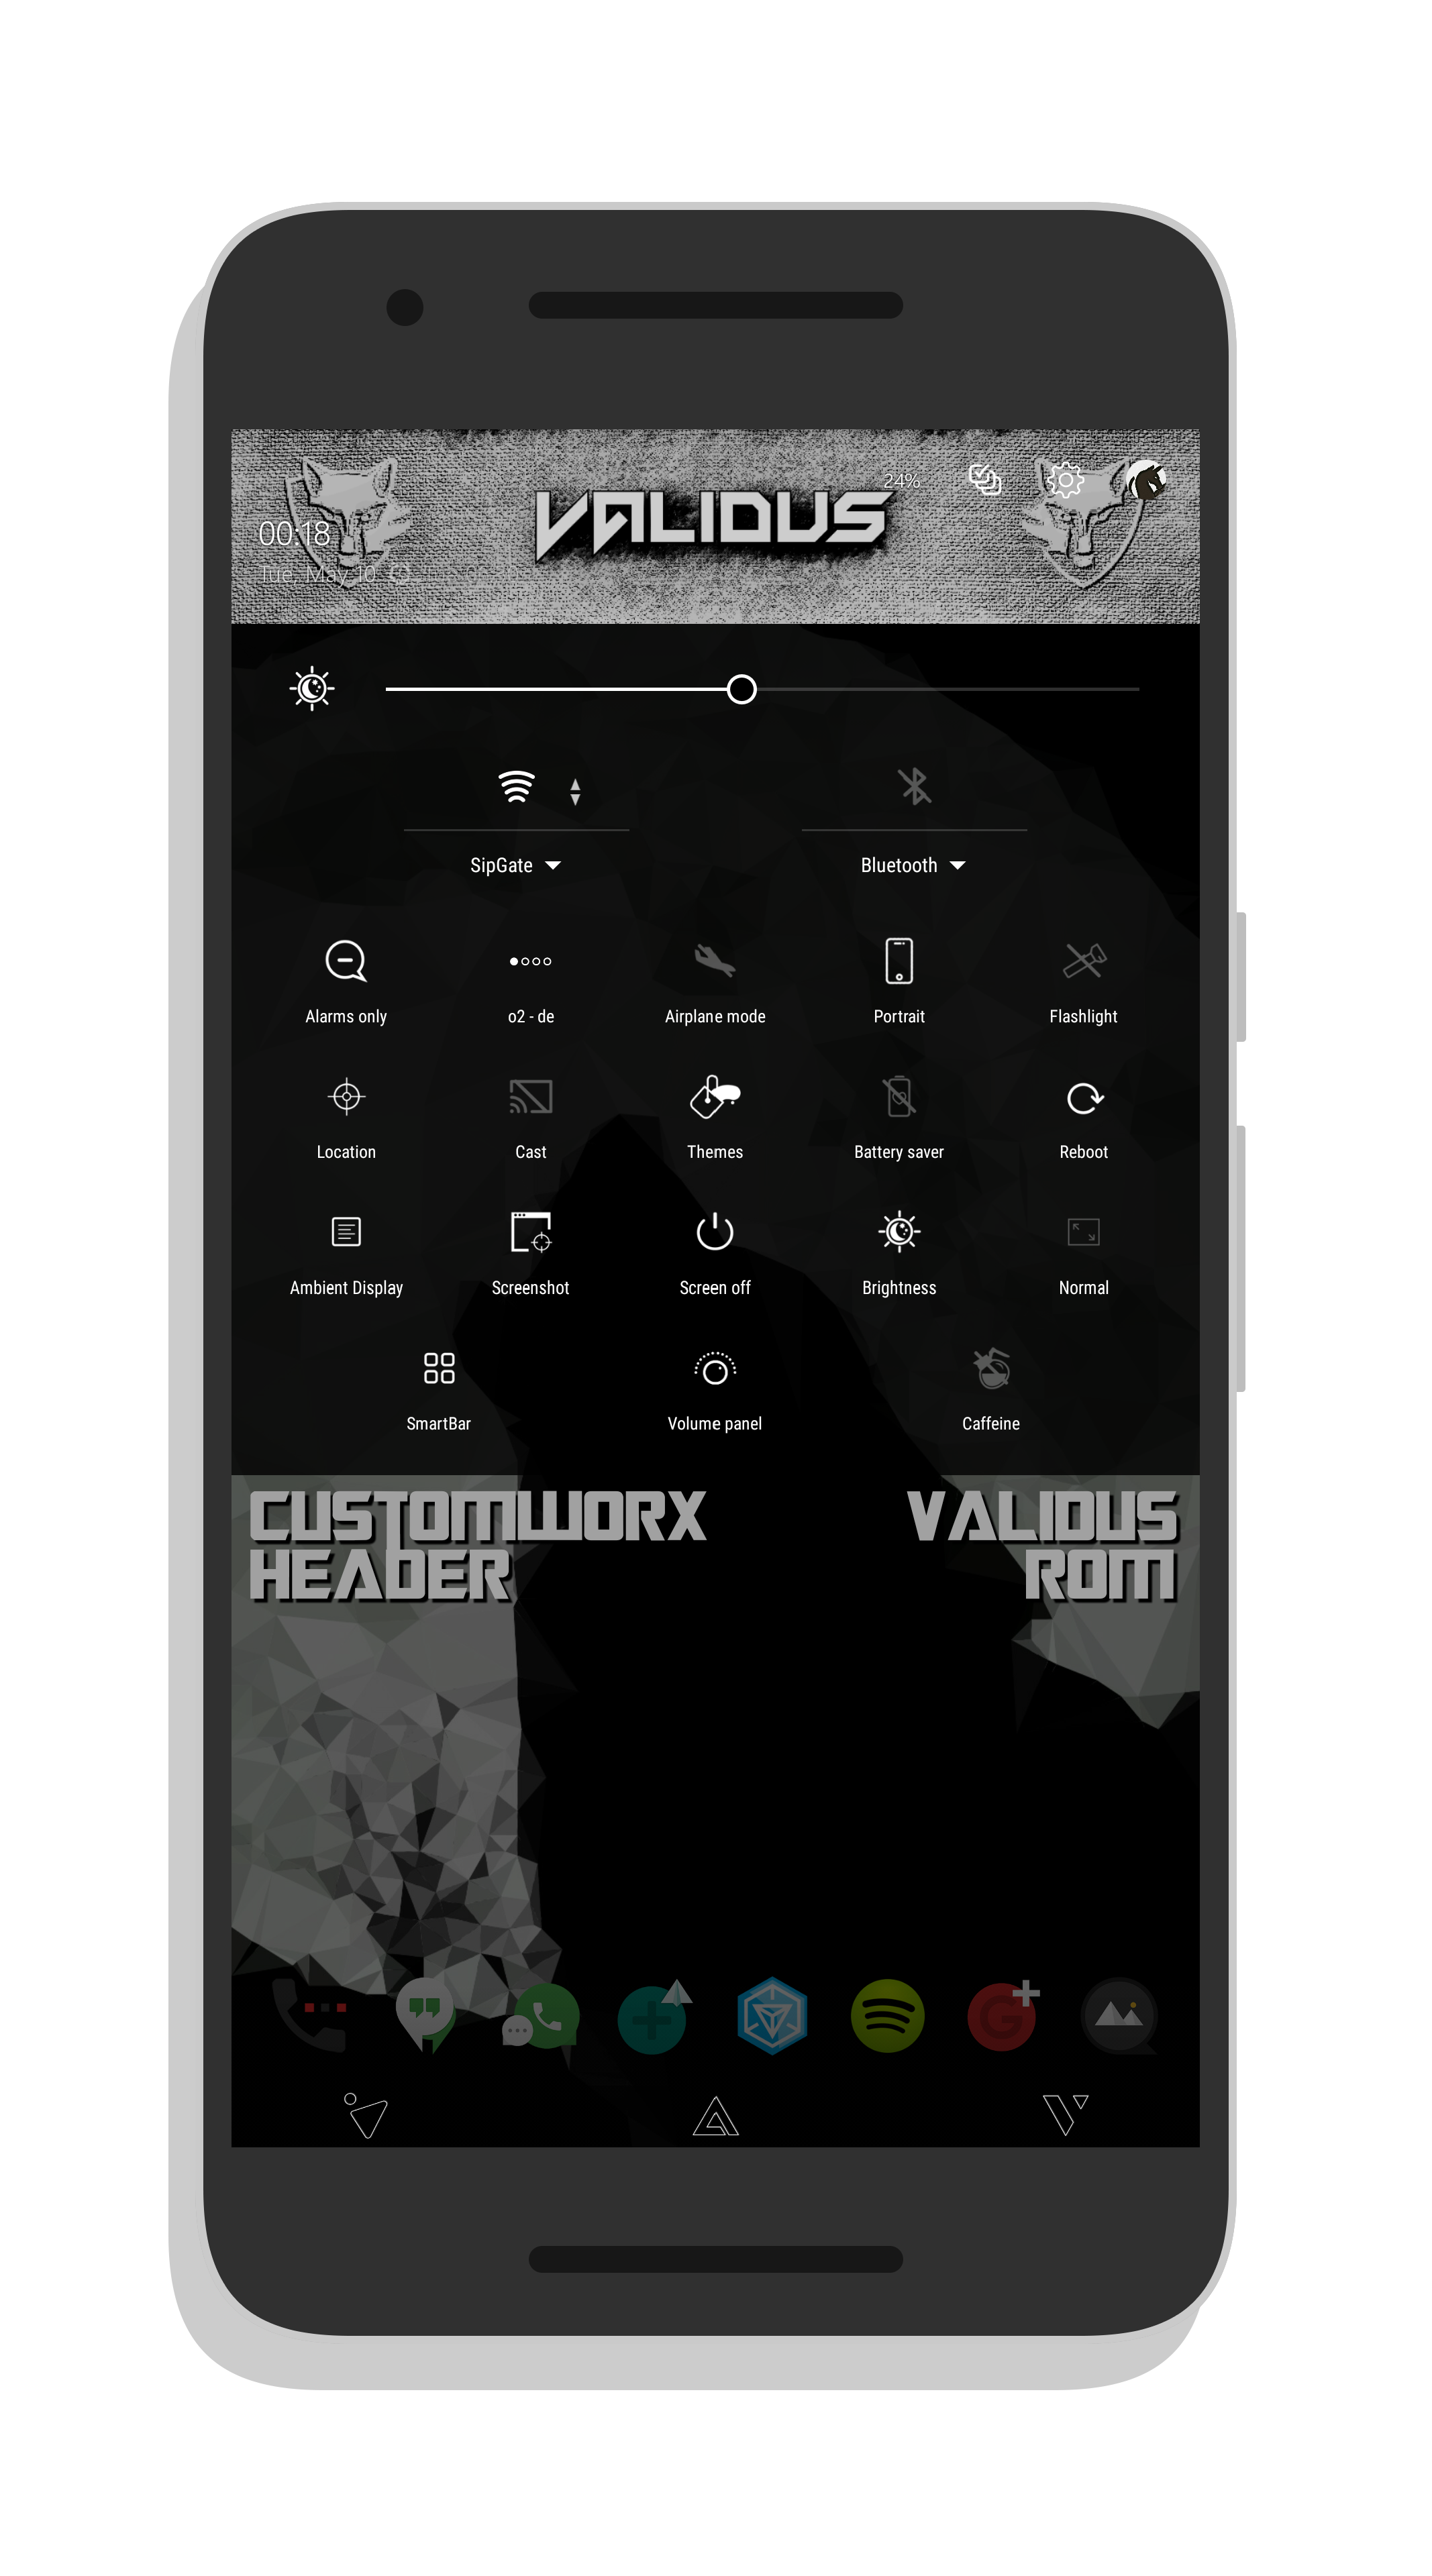 24%
VALIDUS
00:18
Tue, May 10
SipGate
Bluetooth
Alarms only
o2 - de
Airplane mode
Portrait
Flashlight
Location
Cast
Themes
Battery saver
Reboot
Ambient Display
Screenshot
Screen off
Brightness
Normal
SmartBar
Volume panel
Caffeine
CUSTOMWORX
HEADER
VALIDUS
ROM